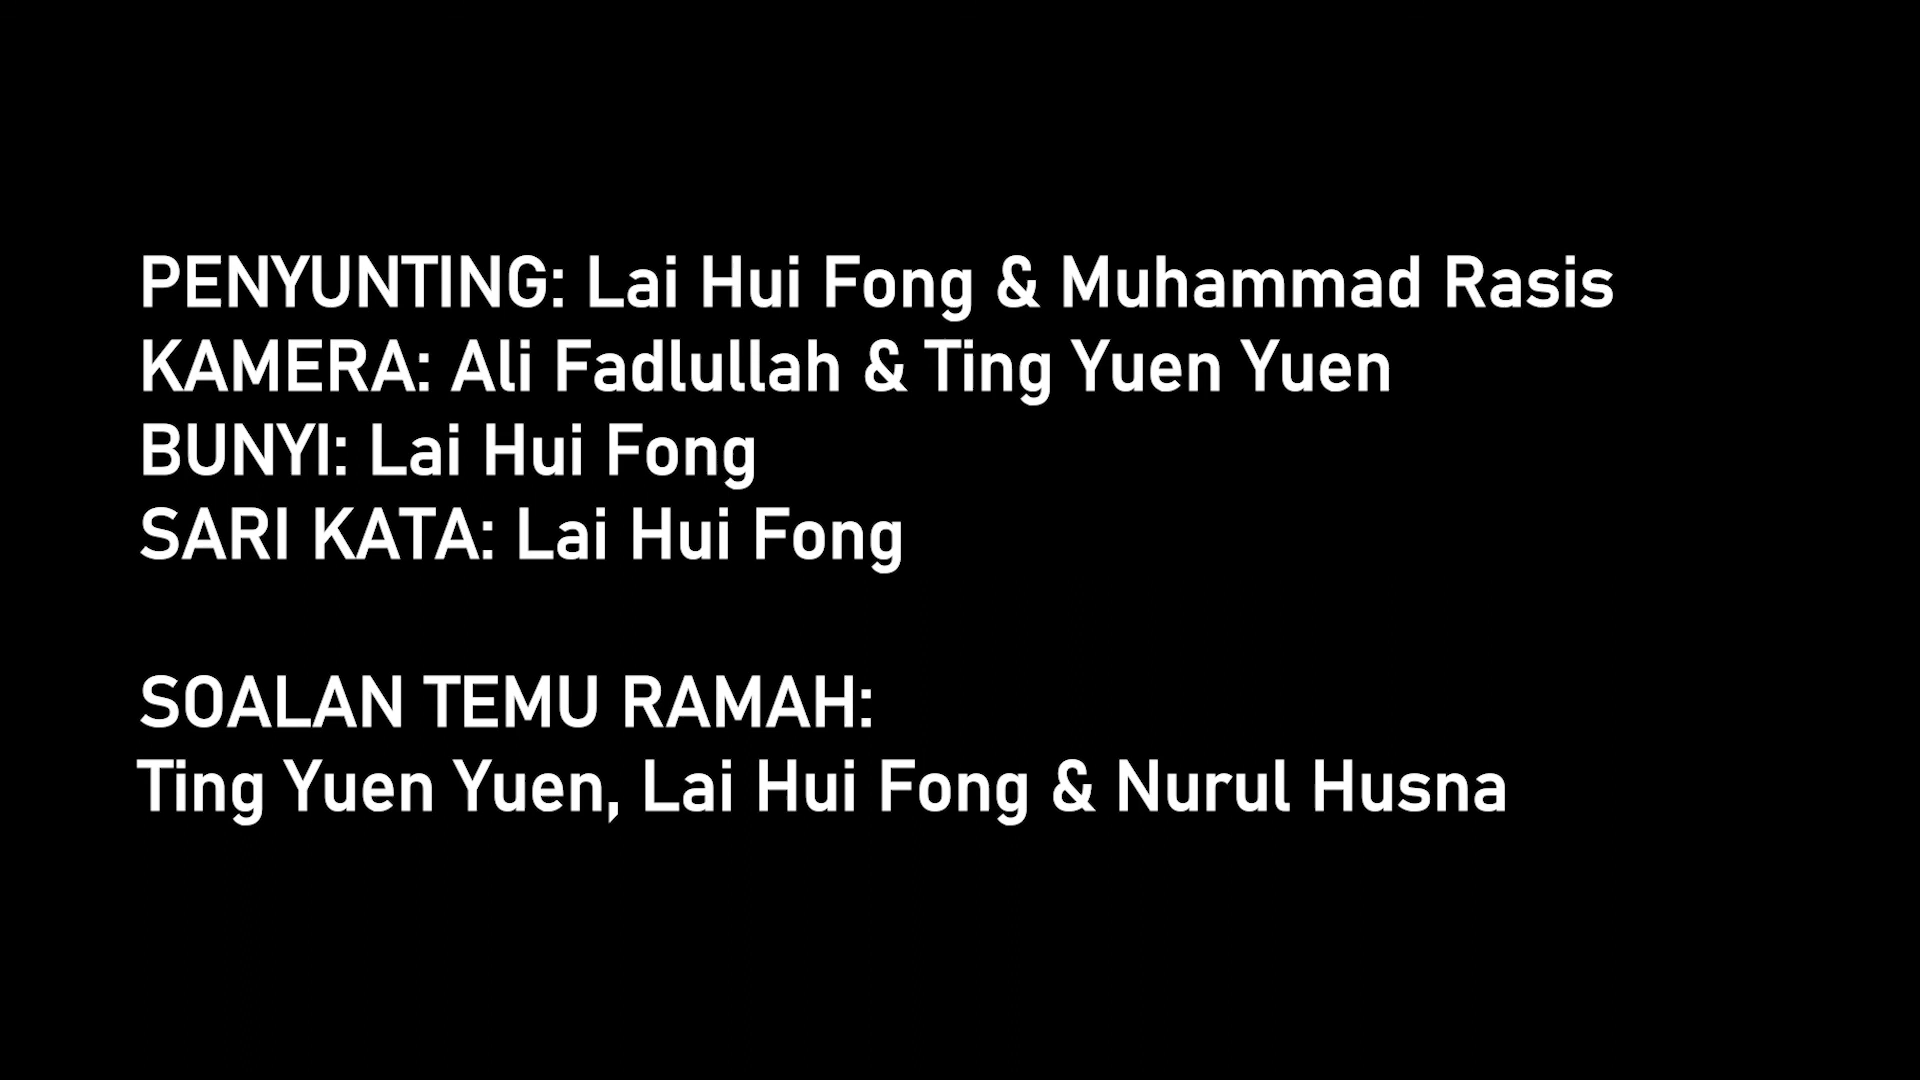 PENYUNTING: Lai Hui Fong & Muhammad Rasis
KAMERA: Ali Fadlullah & Ting Yuen Yuen
BUNYI: Lai Hui Fong
SARI KATA: Lai Hui Fong
SOALAN TEMU RAMAH:
Ting Yuen Yuen, Lai Hui Fong & Nurul Husna